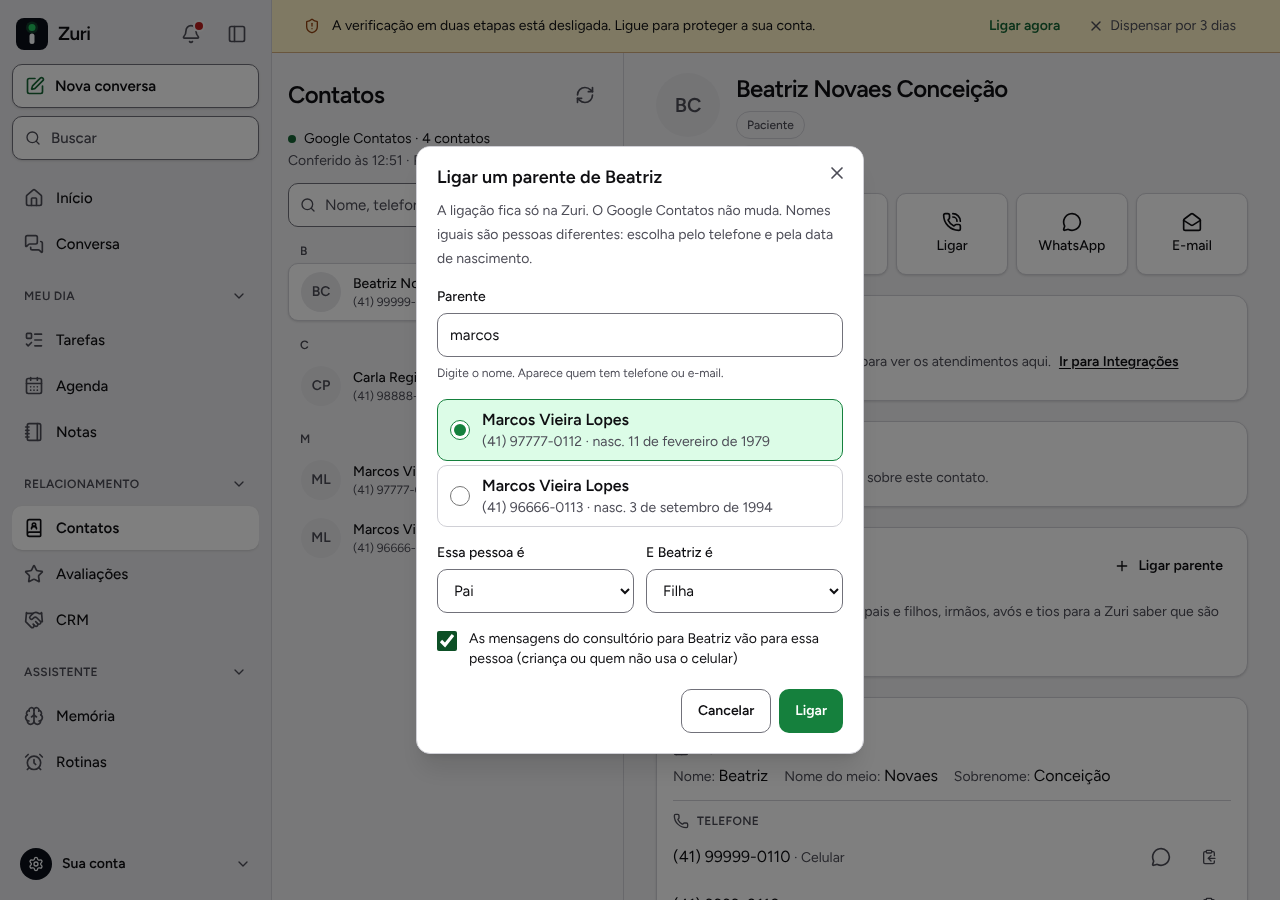 Zuri
Nova conversa
Buscar
Início
Conversa
MEU DIA
Tarefas
Agenda
Notas
RELACIONAMENTO
Contatos
Avaliações
CRM
ASSISTENTE
Memória
Rotinas
Sua conta
A verificação em duas etapas está desligada. Ligue para proteger a sua conta.
Ligar agora
Dispensar por 3 dias
Contatos
Google Contatos · 4 contatos
Conferido às 12:51 ·
Nome, telefor
B
BC
Beatriz No
(41) 99999-
C
CP
Carla Regi
(41) 98888-
M
ML
Marcos Vi
(41) 97777-
ML
Marcos Vi
(41) 96666-
BC
Beatriz Novaes Conceição
Paciente
Ligar
WhatsApp
E-mail
para ver os atendimentos aqui. Ir para Integrações
sobre este contato.
Ligar parente
pais e filhos, irmãos, avós e tios para a Zuri saber que são
Nome: Beatriz Nome do meio: Novaes Sobrenome: Conceição
TELEFONE
(41) 99999-0110 · Celular
Ligar um parente de Beatriz
A ligação fica só na Zuri. O Google Contatos não muda. Nomes
iguais são pessoas diferentes: escolha pelo telefone e pela data
de nascimento.
Parente
marcos
Digite o nome. Aparece quem tem telefone ou e-mail.
Marcos Vieira Lopes
(41) 97777-0112 · nasc. 11 de fevereiro de 1979
Marcos Vieira Lopes
(41) 96666-0113 · nasc. 3 de setembro de 1994
Essa pessoa é
E Beatriz é
Pai
Filha
As mensagens do consultório para Beatriz vão para essa
pessoa (criança ou quem não usa o celular)
Cancelar
Ligar